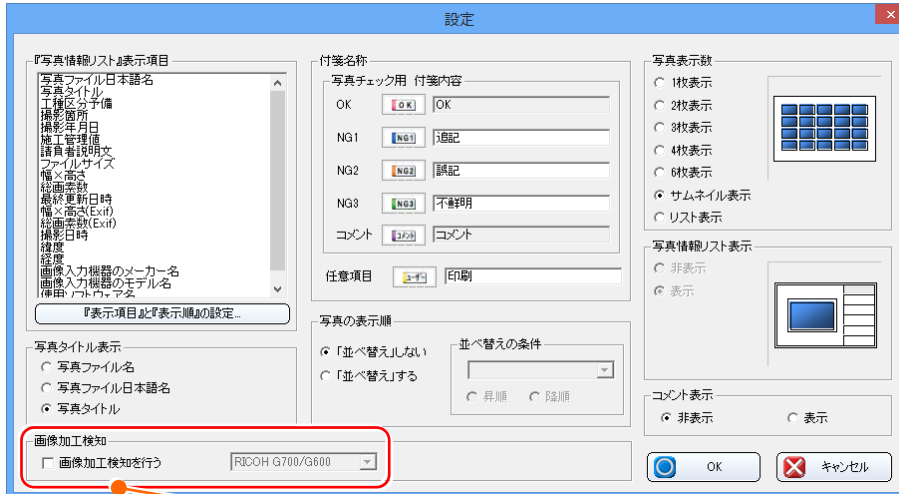 設定
×
『写真情報リスト』表示項目
写真ファイル日本語名
写真タイトル
工種区分予備
撮影箇所
撮影年月日
施工管理値
請負者説明文
ファイルサイズ
幅×高さ
総画素数
最終更新日時
幅×高さ(Exif)
総画素数(Exif)
撮影日時
緯度
経度
画像入力機器のメーカー名
画像入力機器のモデル名
使用ソフトウェア名
『表示項目』と『表示順』の設定...
写真タイトル表示
写真ファイル名
写真ファイル日本語名
写真タイトル
画像加工検知
画像加工検知を行う
RICOH G700/G600
付箋名称
写真チェック用 付箋内容
OK OK OK
NG1 NG1 追記
NG2 NG2 誤記
NG3 NG3 不鮮明
コメント コメント コメント
任意項目 ユーザー 印刷
写真の表示順
「並べ替え」しない
「並べ替え」する
並べ替えの条件
昇順 降順
写真表示数
1枚表示
2枚表示
3枚表示
4枚表示
6枚表示
サムネイル表示
リスト表示
写真情報リスト表示
非表示
表示
コメント表示
非表示 表示
OK キャンセル